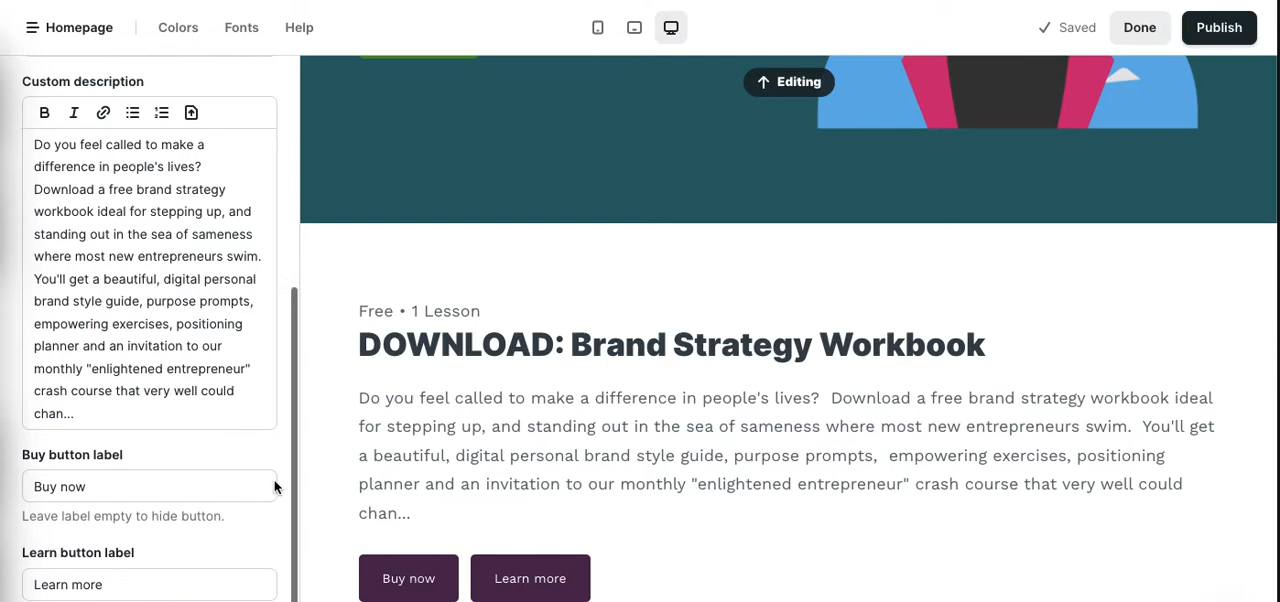 Homepage
Colors
Fonts
Help
Saved
Done
Publish
Custom description
B I
Do you feel called to make a
difference in people's lives?
Download a free brand strategy
workbook ideal for stepping up, and
standing out in the sea of sameness
where most new entrepreneurs swim.
You'll get a beautiful, digital personal
brand style guide, purpose prompts,
empowering exercises, positioning
planner and an invitation to our
monthly "enlightened entrepreneur"
crash course that very well could
chan...
Buy button label
Buy now
Leave label empty to hide button.
Learn button label
Learn more
Editing
Free • 1 Lesson
DOWNLOAD: Brand Strategy Workbook
Do you feel called to make a difference in people's lives?  Download a free brand strategy workbook ideal
for stepping up, and standing out in the sea of sameness where most new entrepreneurs swim.  You'll get
a beautiful, digital personal brand style guide, purpose prompts,  empowering exercises, positioning
planner and an invitation to our monthly "enlightened entrepreneur" crash course that very well could
chan...
Buy now
Learn more